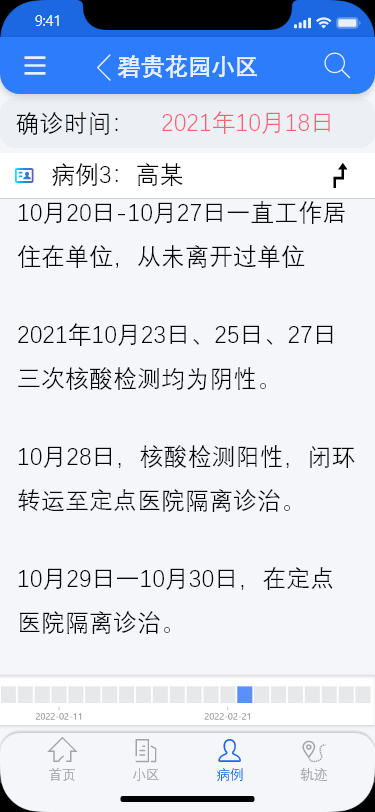 9:41
碧贵花园小区
确诊时间： 2021年10月18日
病例3：高某
10月20日-10月27日一直工作居
住在单位，从未离开过单位
2021年10月23日、25日、27日
三次核酸检测均为阴性。
10月28日，核酸检测阳性，闭环
转运至定点医院隔离诊治。
10月29日一10月30日，在定点
医院隔离诊治。
2022-02-11 2022-02-21
首页 小区 病例 轨迹